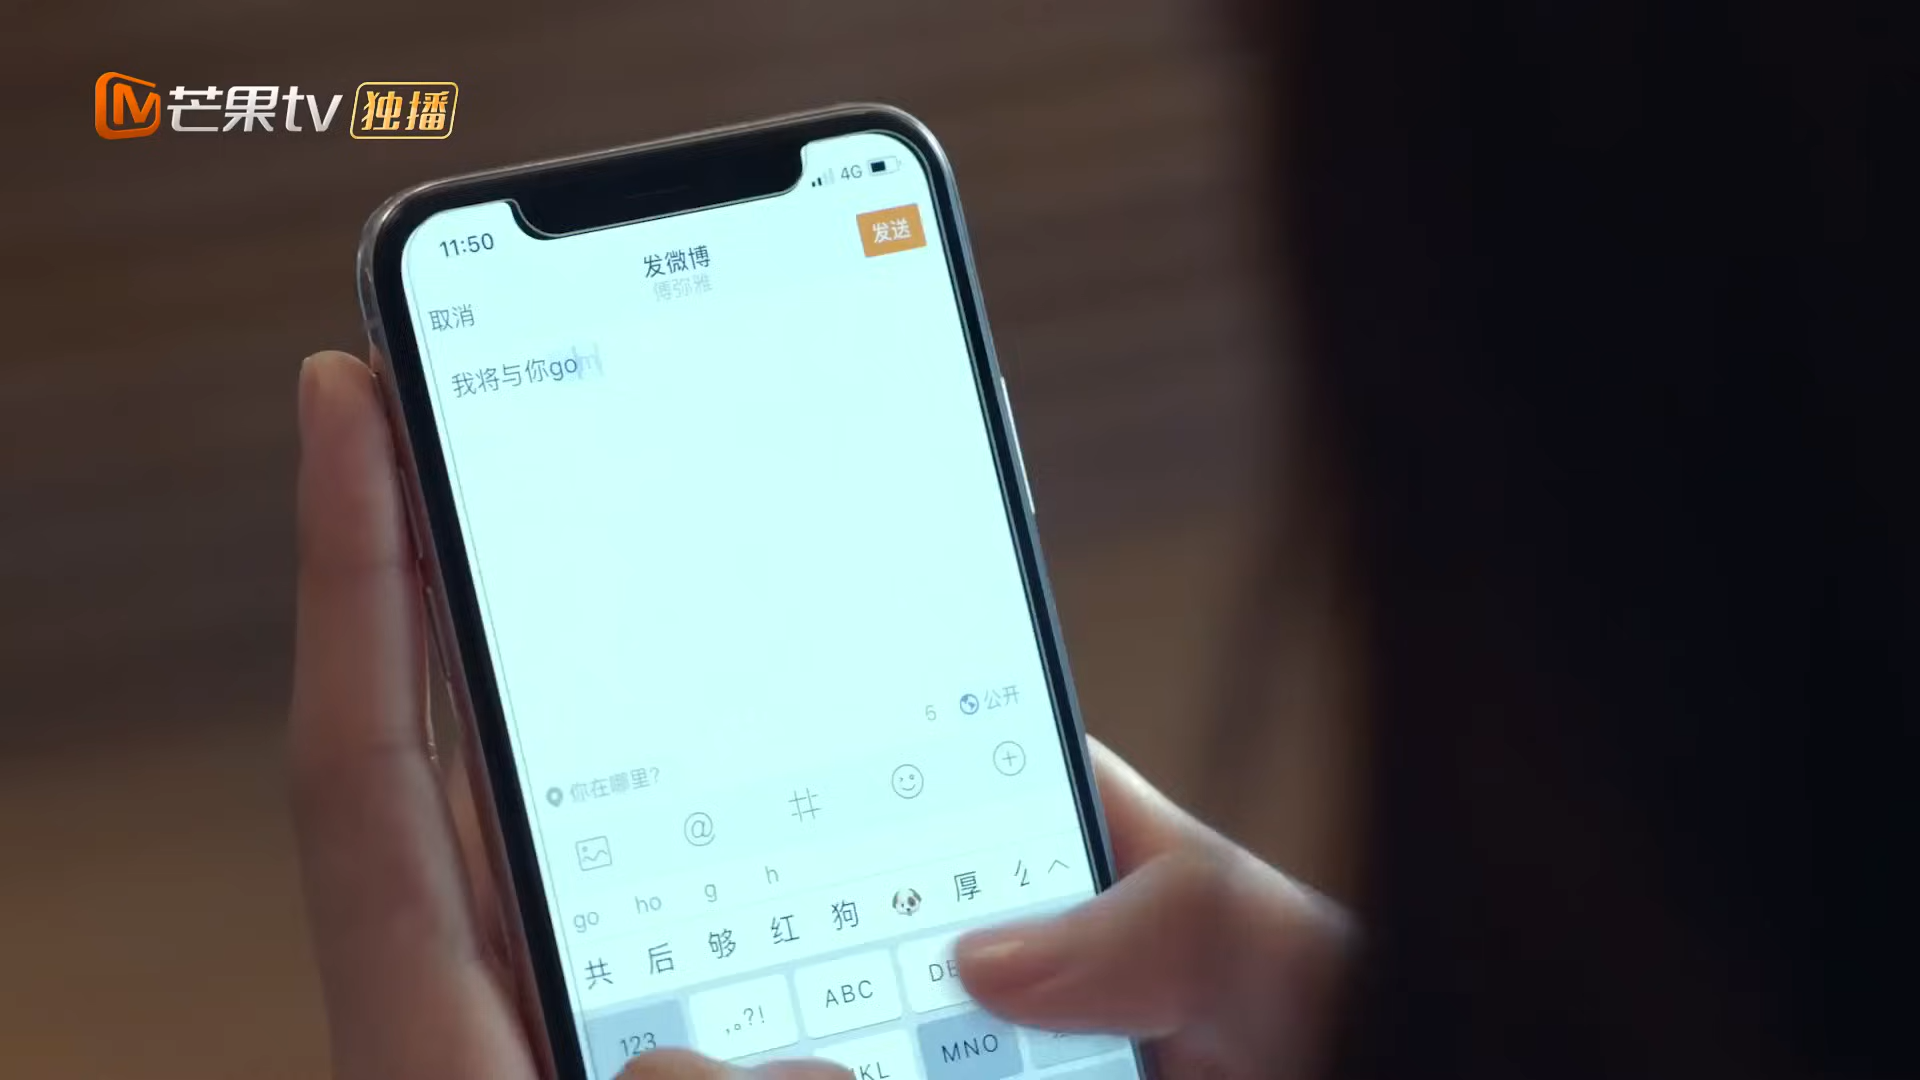 芒果tv 独播
4G
11:50
发送
发微博
傅弥雅
取消
我将与你go
5 公开
你在哪里?
go ho g h
共 后 够 红 狗 厚
123 ,。?! ABC
MNO